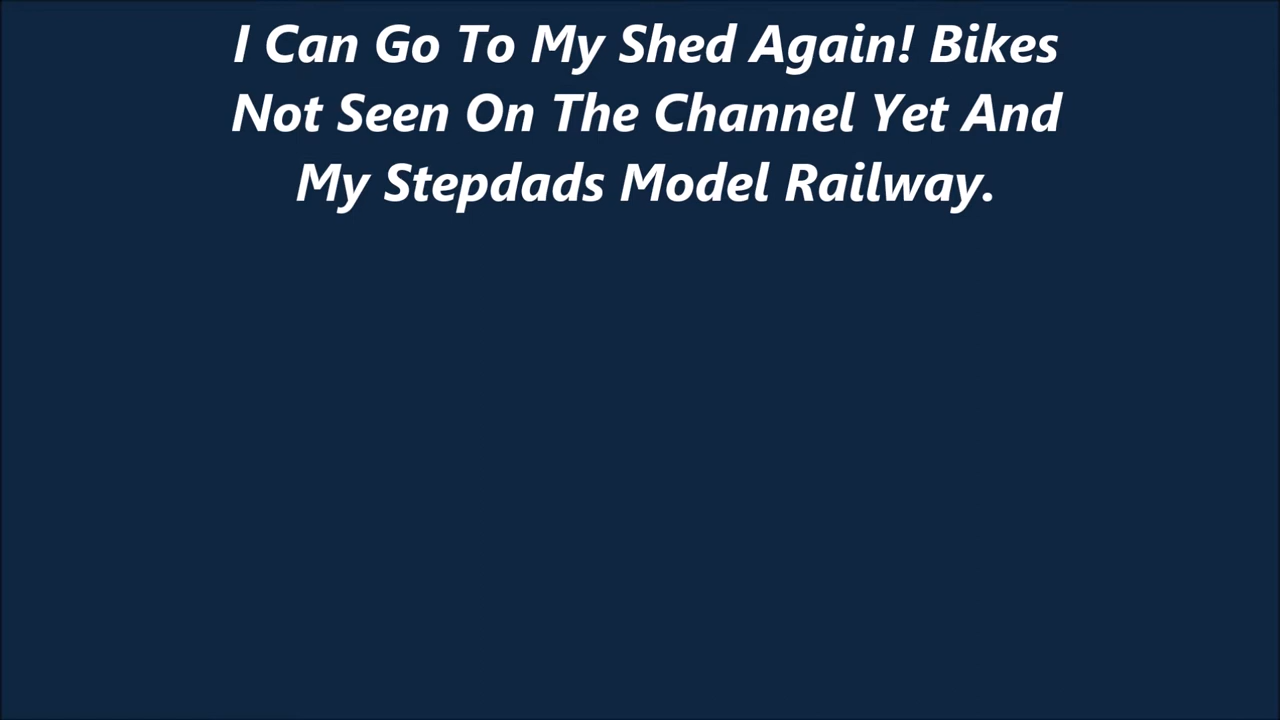 I Can Go To My Shed Again! Bikes
Not Seen On The Channel Yet And
My Stepdads Model Railway.